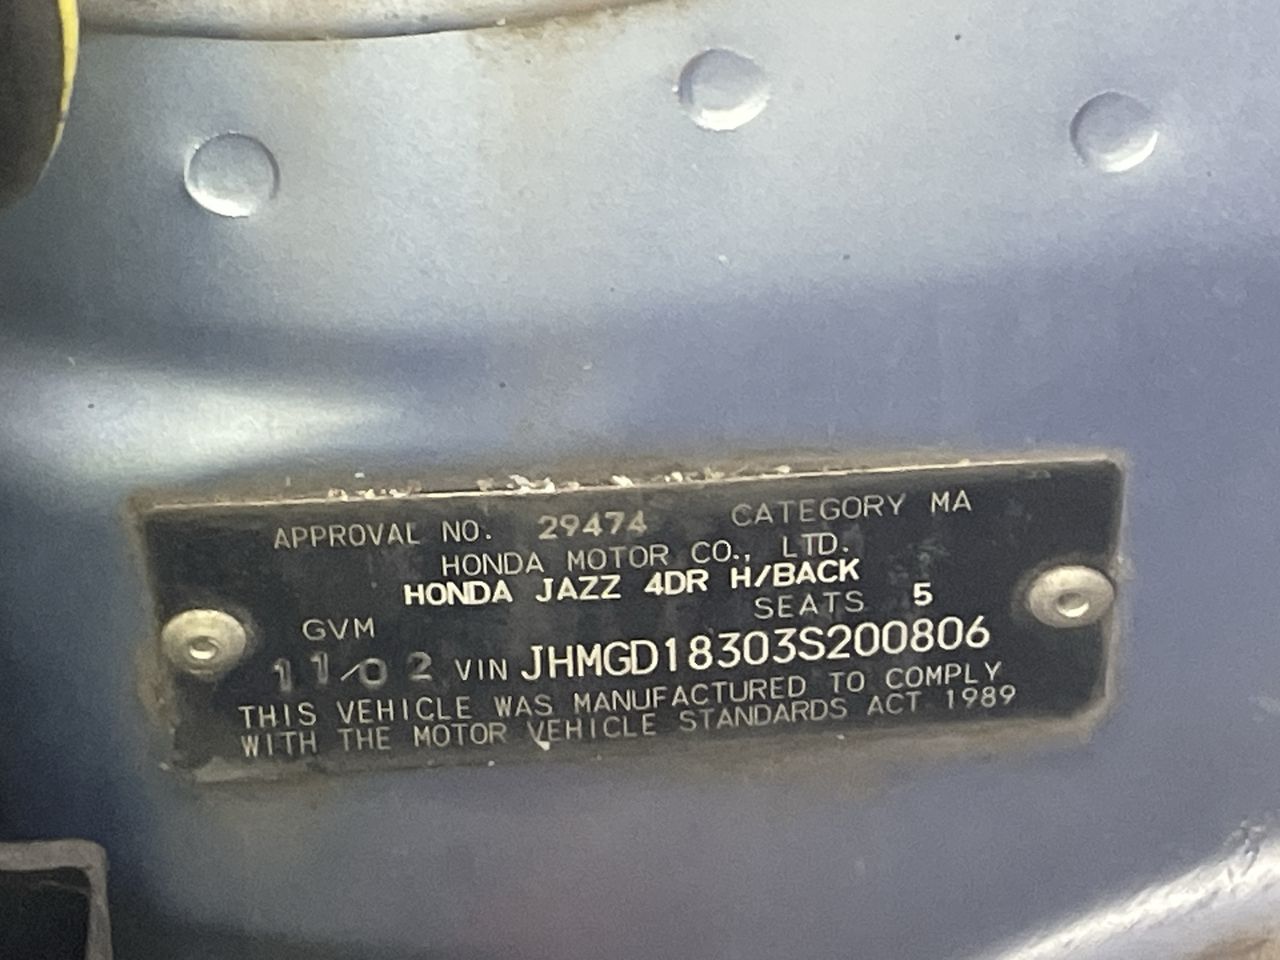 APPROVAL NO. 29474 CATEGORY MA
HONDA MOTOR CO., LTD.
HONDA JAZZ 4DR H/BACK
GVM SEATS 5
11/02 VIN JHMGD18303S200806
THIS VEHICLE WAS MANUFACTURED TO COMPLY
WITH THE MOTOR VEHICLE STANDARDS ACT 1989